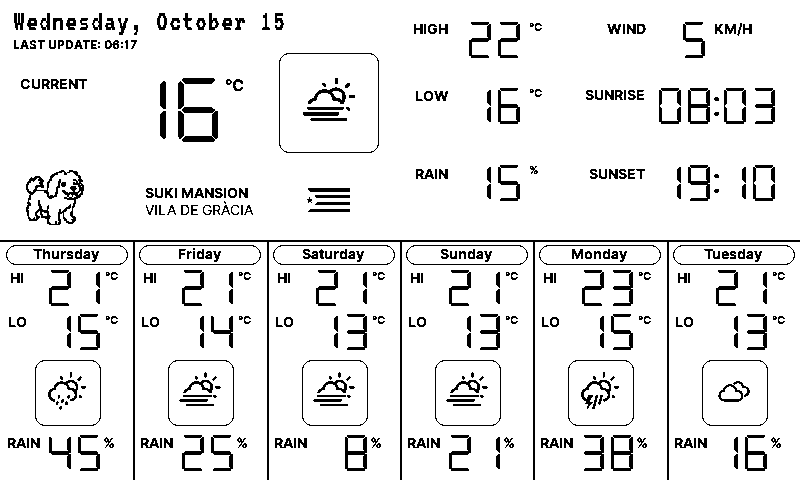 Wednesday, October 15
LAST UPDATE: 06:17
CURRENT 16 °C
SUKI MANSION
VILA DE GRÀCIA
HIGH 22 °C
LOW 16 °C
RAIN 15 %
WIND 5 KM/H
SUNRISE 08:03
SUNSET 19:10
Thursday
HI 21 °C
LO 15 °C
RAIN 45 %
Friday
HI 21 °C
LO 14 °C
RAIN 25 %
Saturday
HI 21 °C
LO 13 °C
RAIN 8 %
Sunday
HI 21 °C
LO 13 °C
RAIN 21 %
Monday
HI 23 °C
LO 15 °C
RAIN 38 %
Tuesday
HI 21 °C
LO 13 °C
RAIN 16 %